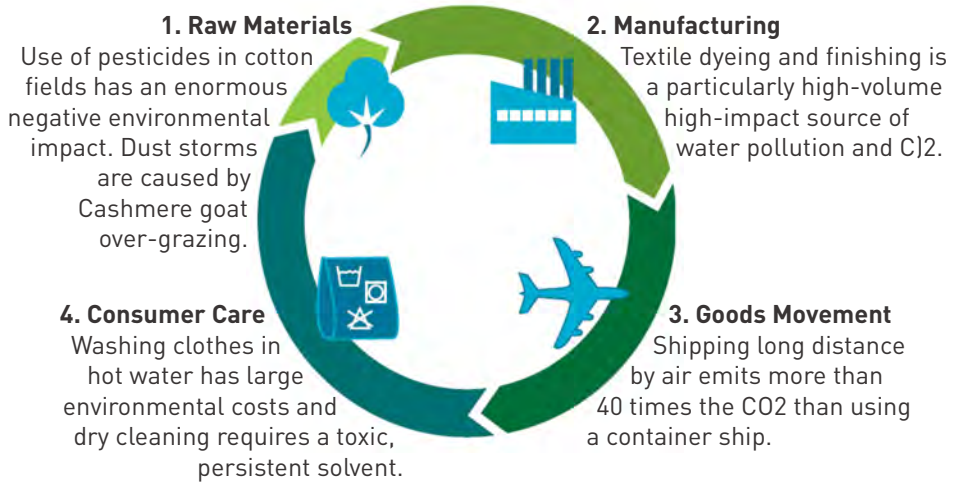 1. Raw Materials
Use of pesticides in cotton
fields has an enormous
negative environmental
impact. Dust storms
are caused by
Cashmere goat
over-grazing.
2. Manufacturing
Textile dyeing and finishing is
a particularly high-volume
high-impact source of
water pollution and C)2.
3. Goods Movement
Shipping long distance
by air emits more than
40 times the CO2 than using
a container ship.
4. Consumer Care
Washing clothes in
hot water has large
environmental costs and
dry cleaning requires a toxic,
persistent solvent.